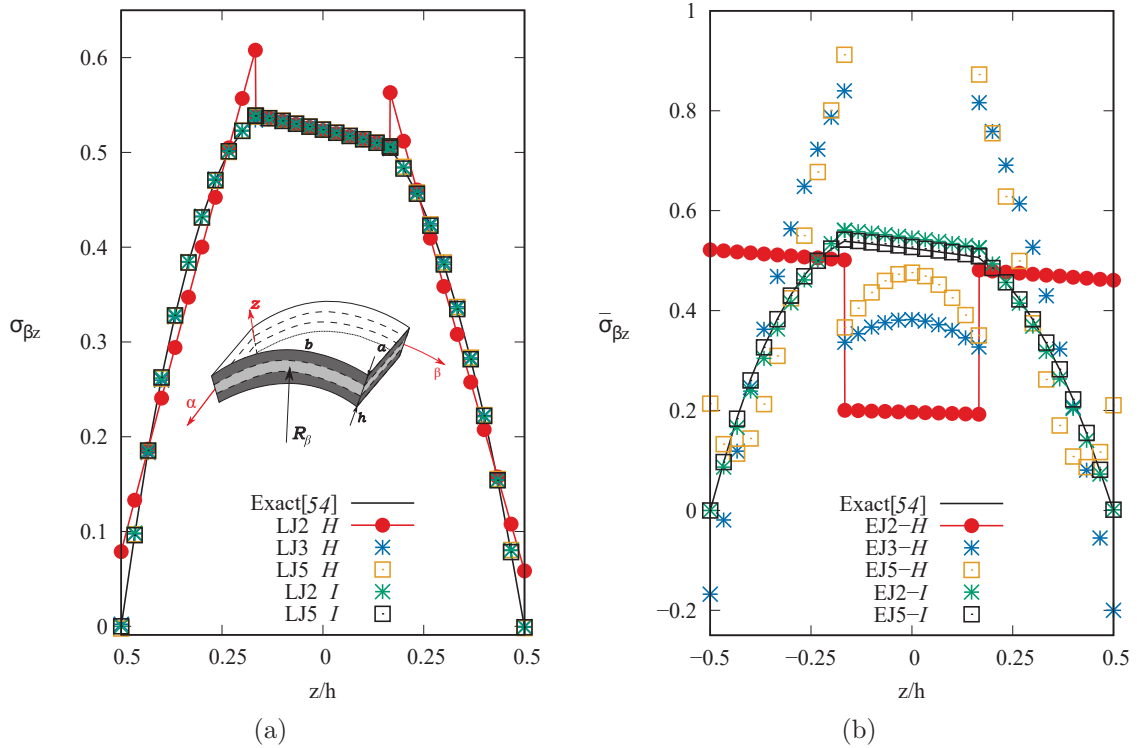 0.6
0.5
0.4
0.3
0.2
0.1
0
σβz
z
b
a
α
β
h
Rβ
Exact[54]
LJ2 H
LJ3 H
LJ5 H
LJ2 I
LJ5 I
0.5 0.25 0 0.25 0.5
z/h
(a)
1
0.8
0.6
0.4
0.2
0
−0.2
σ̅βz
Exact[54]
EJ2−H
EJ3−H
EJ5−H
EJ2−I
EJ5−I
−0.5 −0.25 0 0.25 0.5
z/h
(b)